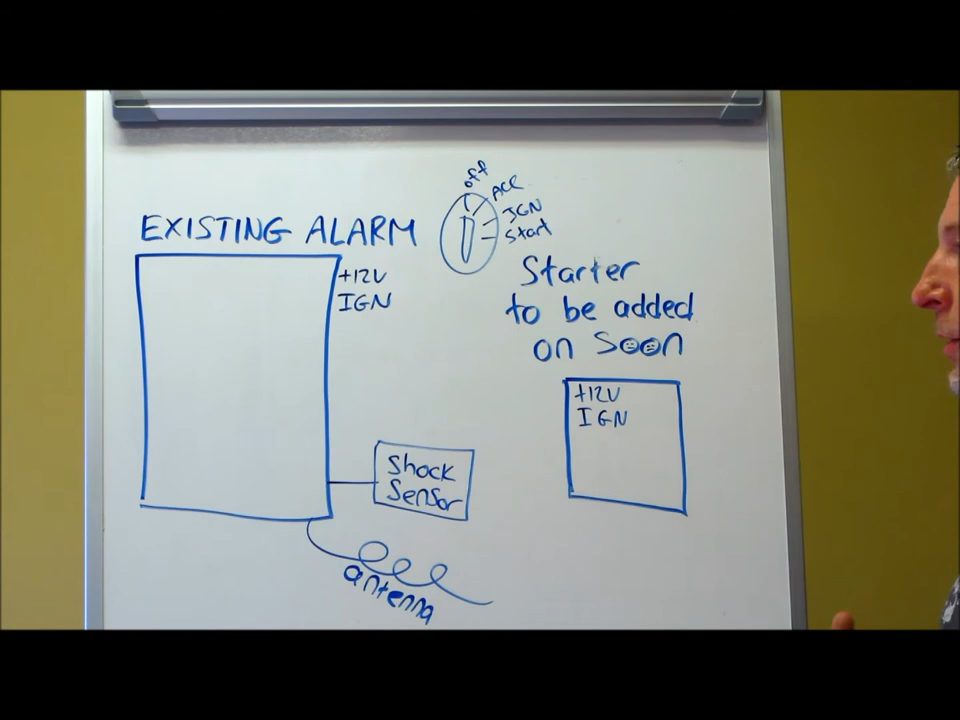 off
ACC
IGN
Start
EXISTING ALARM
+12V
IGN
Starter
to be added
on Soon
+12V
IGN
Shock
Sensor
antenna